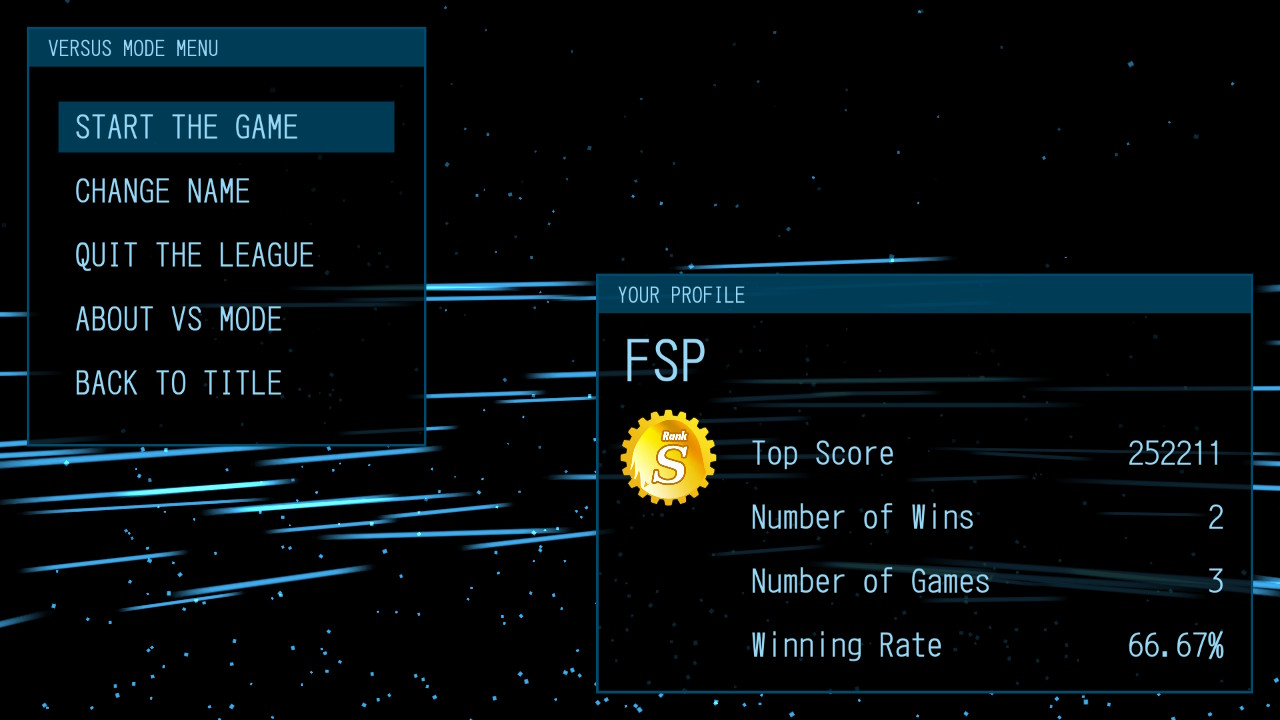 VERSUS MODE MENU
START THE GAME
CHANGE NAME
QUIT THE LEAGUE
ABOUT VS MODE
BACK TO TITLE
YOUR PROFILE
FSP
Rank
S
Top Score 252211
Number of Wins 2
Number of Games 3
Winning Rate 66.67%